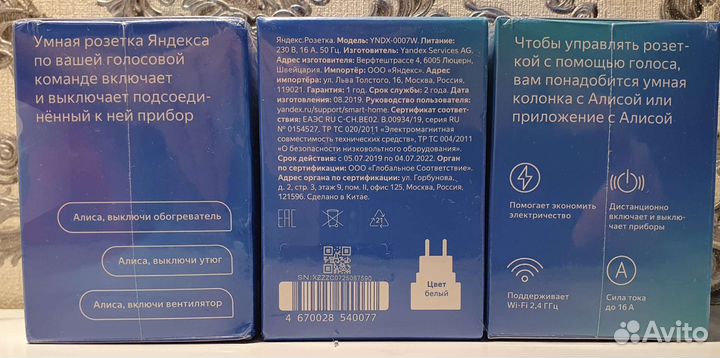 Умная розетка Яндекса
по вашей голосовой
команде включает
и выключает подсоеди-
нённый к ней прибор
Алиса, выключи обогреватель
Алиса, выключи утюг
Алиса, включи вентилятор
Яндекс.Розетка. Модель: YNDX-0007W. Питание:
230 В, 16 А, 50 Гц. Изготовитель: Yandex Services AG.
Адрес изготовителя: Верфтештрассе 4, 6005 Люцерн,
Швейцария. Импортёр: ООО «Яндекс». Адрес
импортёра: ул. Льва Толстого, 16, Москва, Россия,
119021. Гарантия: 1 год. Срок службы: 2 года. Дата
изготовления: 08.2019. Руководство пользователя:
yandex.ru/support/smart-home. Сертификат соответ-
ствия: ЕАЭС RU C-CH.BE02.B.00934/19, серия RU
№ 0154527, ТР ТС 020/2011 «Электромагнитная
совместимость технических средств», ТР ТС 004/2011
«О безопасности низковольтного оборудования».
Срок действия: с 05.07.2019 по 04.07.2022. Орган
по сертификации: ООО «Глобальное Соответствие».
Адрес органа по сертификации: ул. Горбунова,
д. 2, стр. 3, этаж 9, пом. II, офис 125, Москва, Россия,
121596. Сделано в Китае.
EAC
21
SN:XZZZC0725087590
Цвет
белый
4 670028 540077
Чтобы управлять розет-
кой с помощью голоса,
вам понадобится умная
колонка с Алисой или
приложение с Алисой
Помогает экономить
электричество
Дистанционно
включает и выклю-
чает приборы
Поддерживает
Wi-Fi 2,4 ГГц
A
Сила тока
до 16 А
Avito